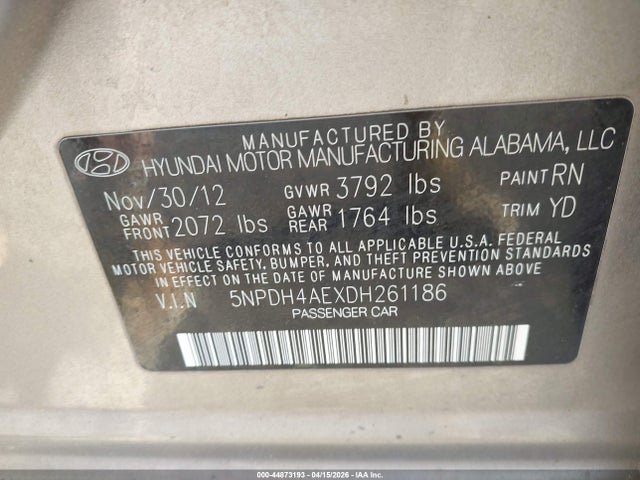 MANUFACTURED BY
HYUNDAI MOTOR MANUFACTURING ALABAMA, LLC
Nov/30/12 GVWR 3792 lbs PAINT RN
GAWR FRONT 2072 lbs GAWR REAR 1764 lbs TRIM YD
THIS VEHICLE CONFORMS TO ALL APPLICABLE U.S.A. FEDERAL
MOTOR VEHICLE SAFETY, BUMPER, AND THEFT PREVENTION STANDARDS
IN EFFECT ON THE DATE OF MANUFACTURE SHOWN ABOVE.
V.I.N 5NPDH4AEXDH261186
PASSENGER CAR
000-44873193 - 04/15/2026 - IAA Inc.